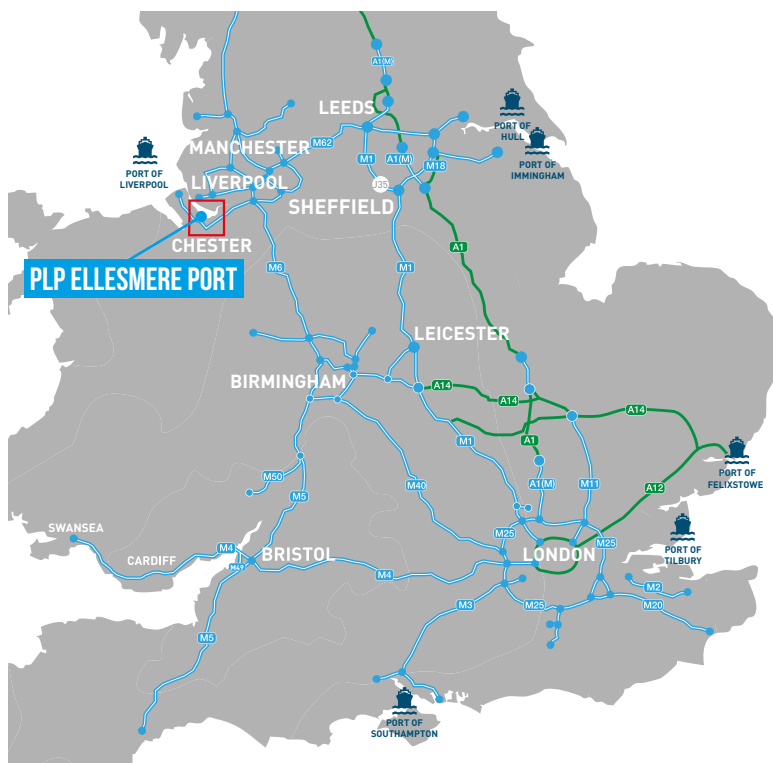 A1(M)
LEEDS
PORT OF
HULL
MANCHESTER
M62
M1
A1(M)
M18
PORT OF
IMMINGHAM
PORT OF
LIVERPOOL
LIVERPOOL
J35
SHEFFIELD
CHESTER
A1
PLP ELLESMERE PORT
M6
M1
LEICESTER
BIRMINGHAM
A14
A14
A14
A1
M1
M50
M5
M40
A1(M)
M11
A12
PORT OF
FELIXSTOWE
SWANSEA
CARDIFF
M4
M49
BRISTOL
M25
LONDON
M25
PORT OF
TILBURY
M4
M3
M25
M2
M20
M5
PORT OF
SOUTHAMPTON